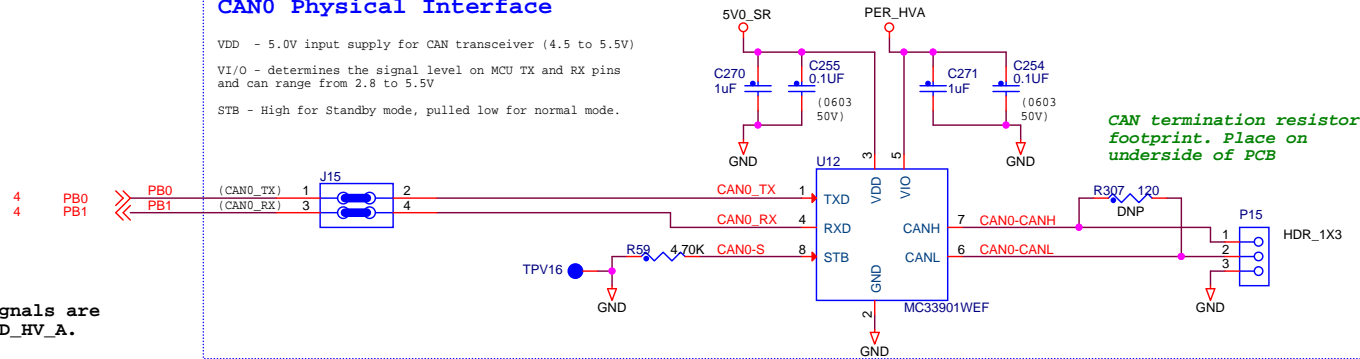 CAN0 Physical Interface
VDD - 5.0V input supply for CAN transceiver (4.5 to 5.5V)
VI/O - determines the signal level on MCU TX and RX pins
and can range from 2.8 to 5.5V
STB - High for Standby mode, pulled low for normal mode.
5V0_SR
PER_HVA
C270
1uF
C255
0.1UF
(0603
50V)
GND
C271
1uF
C254
0.1UF
(0603
50V)
GND
CAN termination resistor
footprint. Place on
underside of PCB
4 PB0 PB0 (CAN0_TX) 1 J15 2 CAN0_TX 1
4 PB1 PB1 (CAN0_RX) 3 4 CAN0_RX 4
U12
3
5
TXD
VDD
VIO
RXD
CANH
STB
CANL
GND
MC33901WEF
2
GND
TPV16
R59 4.70K CAN0-S 8
GND
7 CAN0-CANH
6 CAN0-CANL
R307 120
DNP
P15
1
2
3
HDR_1X3
GND
gnals are
D_HV_A.